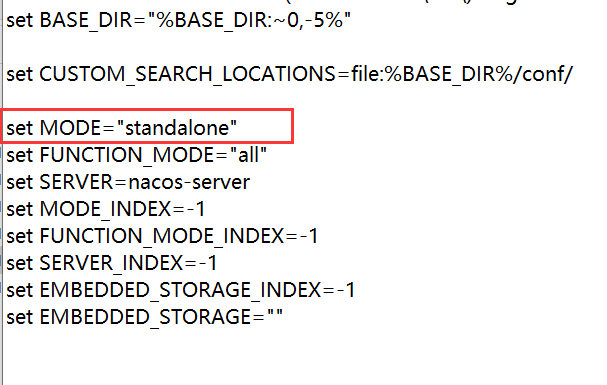 set BASE_DIR="%BASE_DIR:~0,-5%"
set CUSTOM_SEARCH_LOCATIONS=file:%BASE_DIR%/conf/
set MODE="standalone"
set FUNCTION_MODE="all"
set SERVER=nacos-server
set MODE_INDEX=-1
set FUNCTION_MODE_INDEX=-1
set SERVER_INDEX=-1
set EMBEDDED_STORAGE_INDEX=-1
set EMBEDDED_STORAGE=""